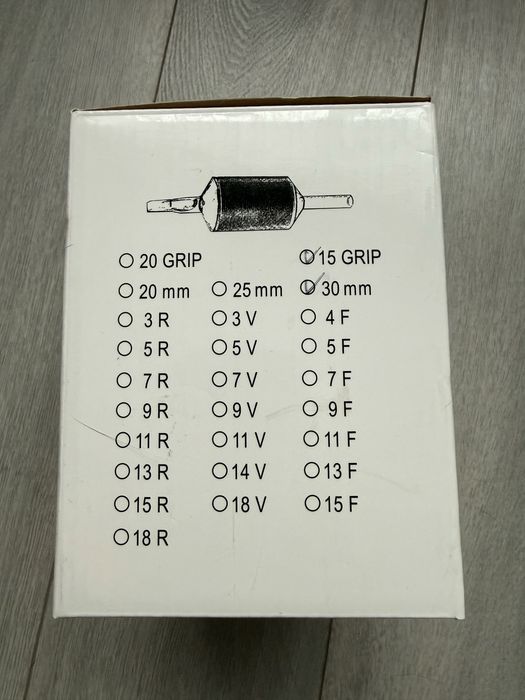 20 GRIP 15 GRIP
20 mm 25 mm 30 mm
3 R 3 V 4 F
5 R 5 V 5 F
7 R 7 V 7 F
9 R 9 V 9 F
11 R 11 V 11 F
13 R 14 V 13 F
15 R 18 V 15 F
18 R